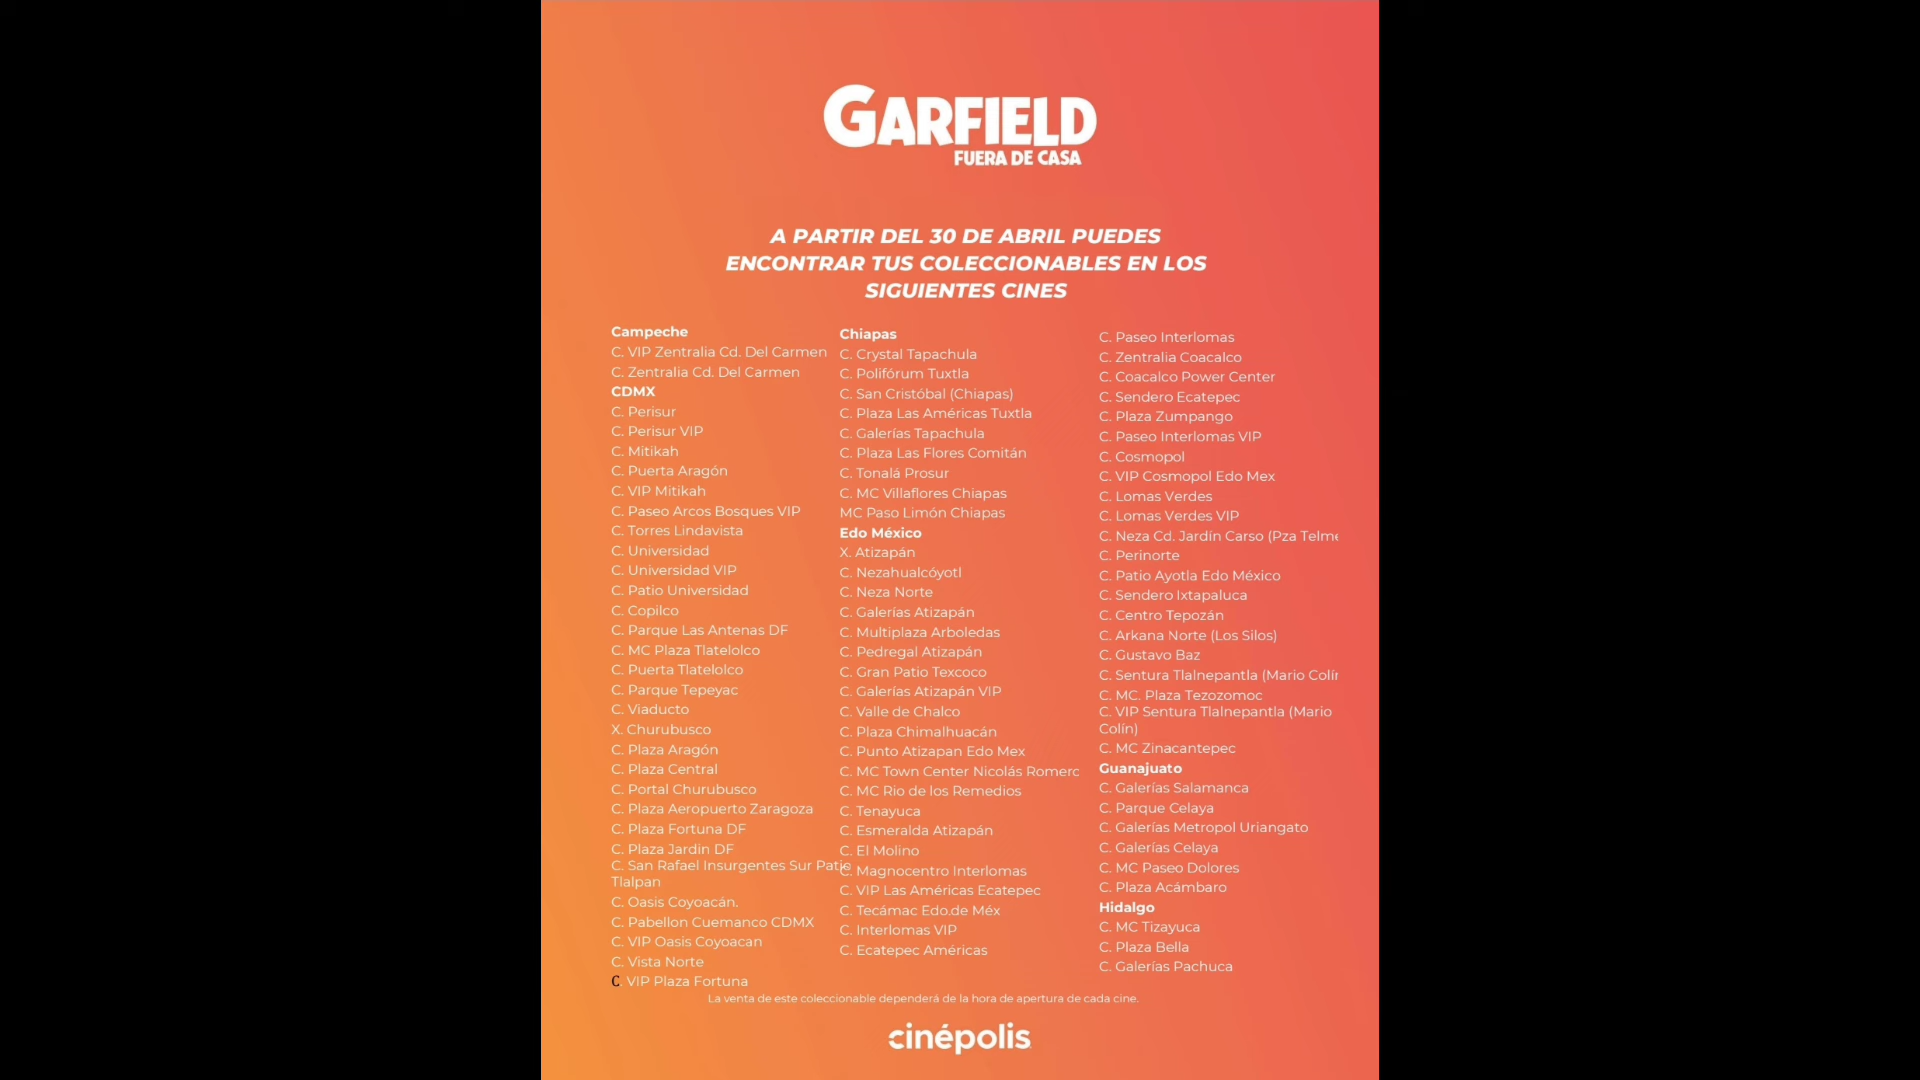 GARFIELD
FUERA DE CASA
A PARTIR DEL 30 DE ABRIL PUEDES
ENCONTRAR TUS COLECCIONABLES EN LOS
SIGUIENTES CINES
Campeche
C. VIP Zentralia Cd. Del Carmen
C. Zentralia Cd. Del Carmen
CDMX
C. Perisur
C. Perisur VIP
C. Mitikah
C. Puerta Aragón
C. VIP Mitikah
C. Paseo Arcos Bosques VIP
C. Torres Lindavista
C. Universidad
C. Universidad VIP
C. Patio Universidad
C. Copilco
C. Parque Las Antenas DF
C. MC Plaza Tlatelolco
C. Puerta Tlatelolco
C. Parque Tepeyac
C. Viaducto
X. Churubusco
C. Plaza Aragón
C. Plaza Central
C. Portal Churubusco
C. Plaza Aeropuerto Zaragoza
C. Plaza Fortuna DF
C. Plaza Jardin DF
C. San Rafael Insurgentes Sur Patio
Tlalpan
C. Oasis Coyoacán.
C. Pabellon Cuemanco CDMX
C. VIP Oasis Coyoacan
C. Vista Norte
C VIP Plaza Fortuna
Chiapas
C. Crystal Tapachula
C. Polifórum Tuxtla
C. San Cristóbal (Chiapas)
C. Plaza Las Américas Tuxtla
C. Galerías Tapachula
C. Plaza Las Flores Comitán
C. Tonalá Prosur
C. MC Villaflores Chiapas
MC Paso Limón Chiapas
Edo México
X. Atizapán
C. Nezahualcóyotl
C. Neza Norte
C. Galerías Atizapán
C. Multiplaza Arboledas
C. Pedregal Atizapán
C. Gran Patio Texcoco
C. Galerías Atizapán VIP
C. Valle de Chalco
C. Plaza Chimalhuacán
C. Punto Atizapan Edo Mex
C. MC Town Center Nicolás Romero
C. MC Rio de los Remedios
C. Tenayuca
C. Esmeralda Atizapán
C. El Molino
C. Magnocentro Interlomas
C. VIP Las Américas Ecatepec
C. Tecámac Edo.de Méx
C. Interlomas VIP
C. Ecatepec Américas
C. Paseo Interlomas
C. Zentralia Coacalco
C. Coacalco Power Center
C. Sendero Ecatepec
C. Plaza Zumpango
C. Paseo Interlomas VIP
C. Cosmopol
C. VIP Cosmopol Edo Mex
C. Lomas Verdes
C. Lomas Verdes VIP
C. Neza Cd. Jardín Carso (Pza Telme
C. Perinorte
C. Patio Ayotla Edo México
C. Sendero Ixtapaluca
C. Centro Tepozán
C. Arkana Norte (Los Silos)
C. Gustavo Baz
C. Sentura Tlalnepantla (Mario Colín
C. MC. Plaza Tezozomoc
C. VIP Sentura Tlalnepantla (Mario
Colín)
C. MC Zinacantepec
Guanajuato
C. Galerías Salamanca
C. Parque Celaya
C. Galerías Metropol Uriangato
C. Galerías Celaya
C. MC Paseo Dolores
C. Plaza Acámbaro
Hidalgo
C. MC Tizayuca
C. Plaza Bella
C. Galerías Pachuca
La venta de este coleccionable dependerá de la hora de apertura de cada cine.
cinépolis